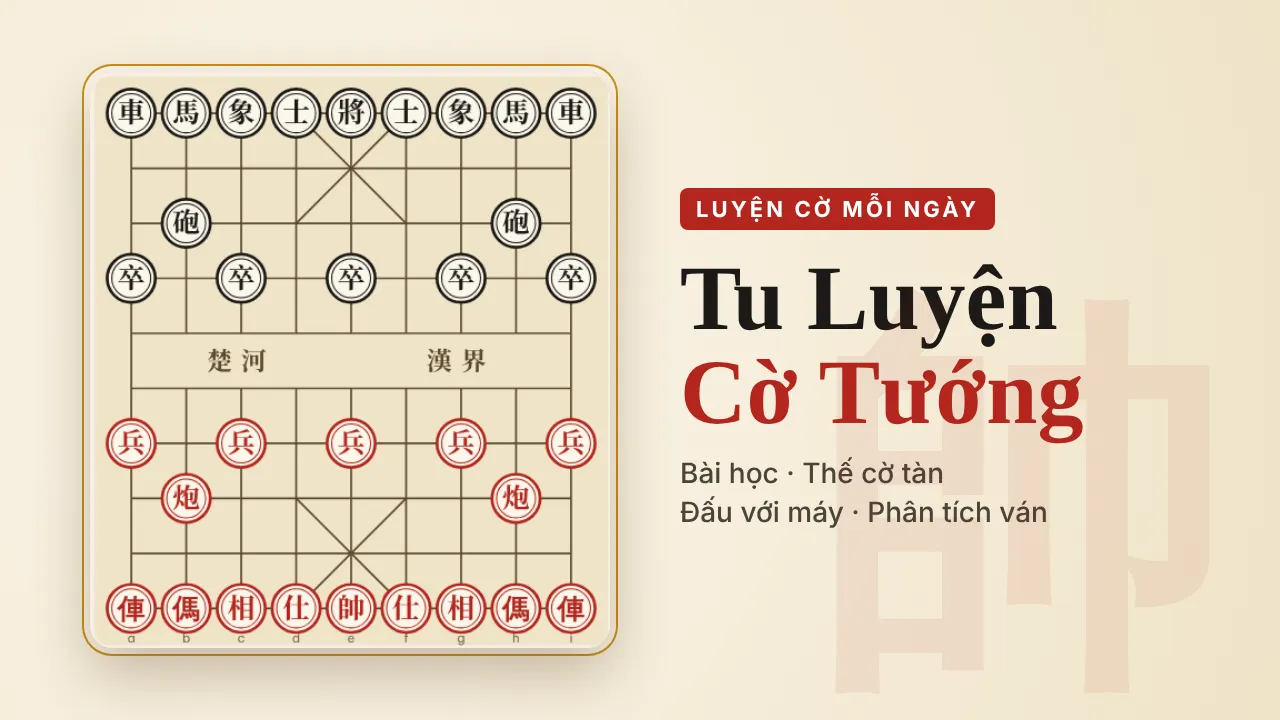 車 馬 象 士 將 士 象 馬 車
砲 砲
卒 卒 卒 卒 卒
楚河 漢界
兵 兵 兵 兵 兵
炮 炮
俥 傌 相 仕 帥 仕 相 傌 俥
a b c d e f g h i
LUYỆN CỜ MỖI NGÀY
Tu Luyện
Cờ Tướng
Bài học · Thế cờ tàn
Đấu với máy · Phân tích ván
帥